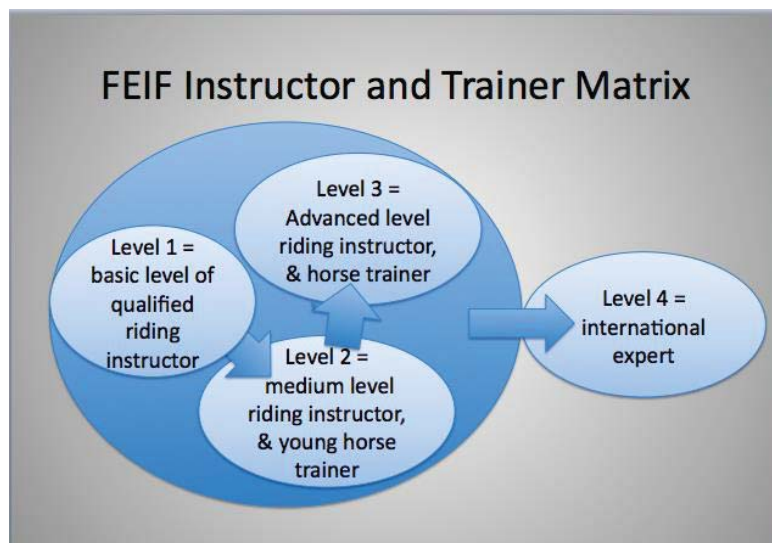 FEIF Instructor and Trainer Matrix
Level 1 =
basic level of
qualified
riding
instructor
Level 2 =
medium level
riding instructor,
& young horse
trainer
Level 3 =
Advanced level
riding instructor,
& horse trainer
Level 4 =
international
expert